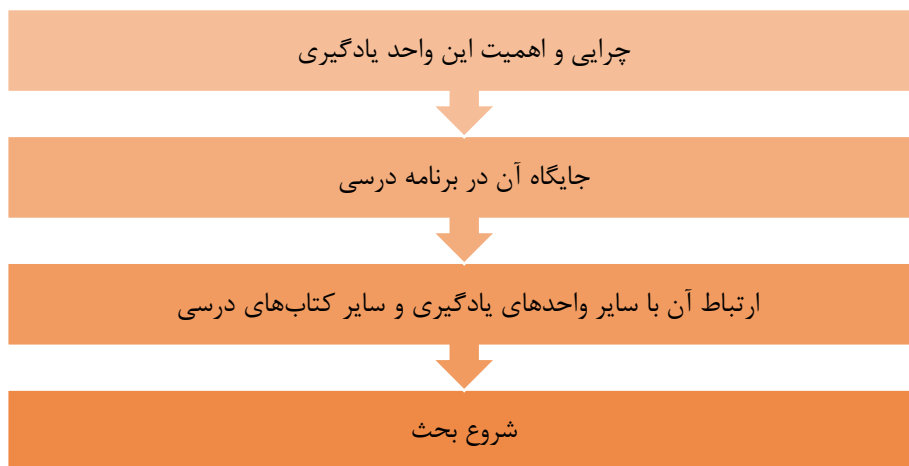 چرایی و اهمیت این واحد یادگیری
جایگاه آن در برنامه درسی
ارتباط آن با سایر واحدهای یادگیری و سایر کتاب‌های درسی
شروع بحث